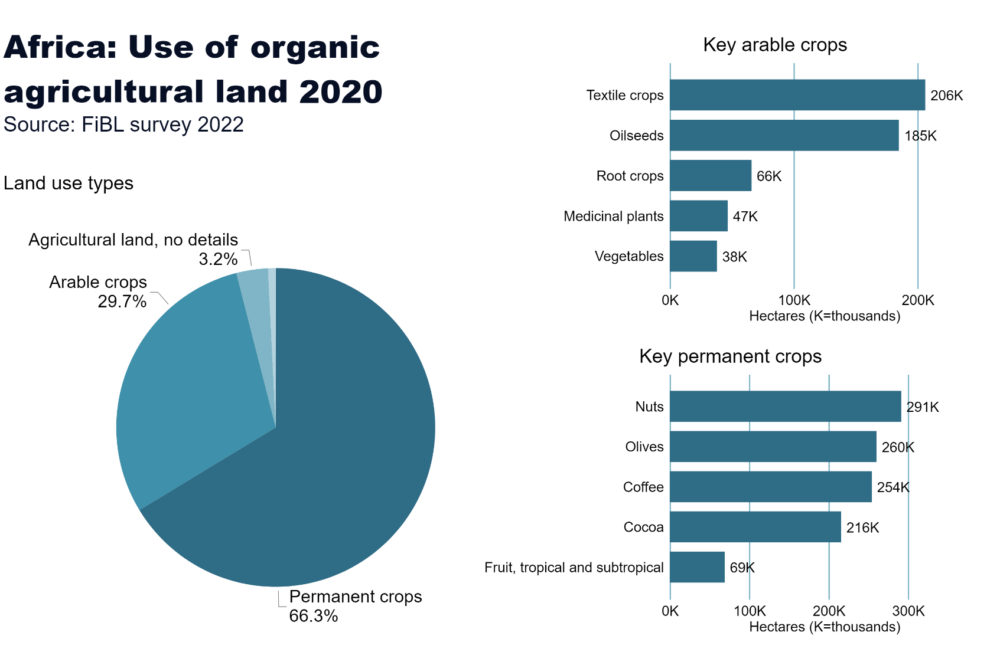 Africa: Use of organic
agricultural land 2020
Source: FiBL survey 2022
Land use types
Agricultural land, no details
3.2%
Arable crops
29.7%
Permanent crops
66.3%
Key arable crops
Textile crops 206K
Oilseeds 185K
Root crops 66K
Medicinal plants 47K
Vegetables 38K
0K 100K 200K
Hectares (K=thousands)
Key permanent crops
Nuts 291K
Olives 260K
Coffee 254K
Cocoa 216K
Fruit, tropical and subtropical 69K
0K 100K 200K 300K
Hectares (K=thousands)